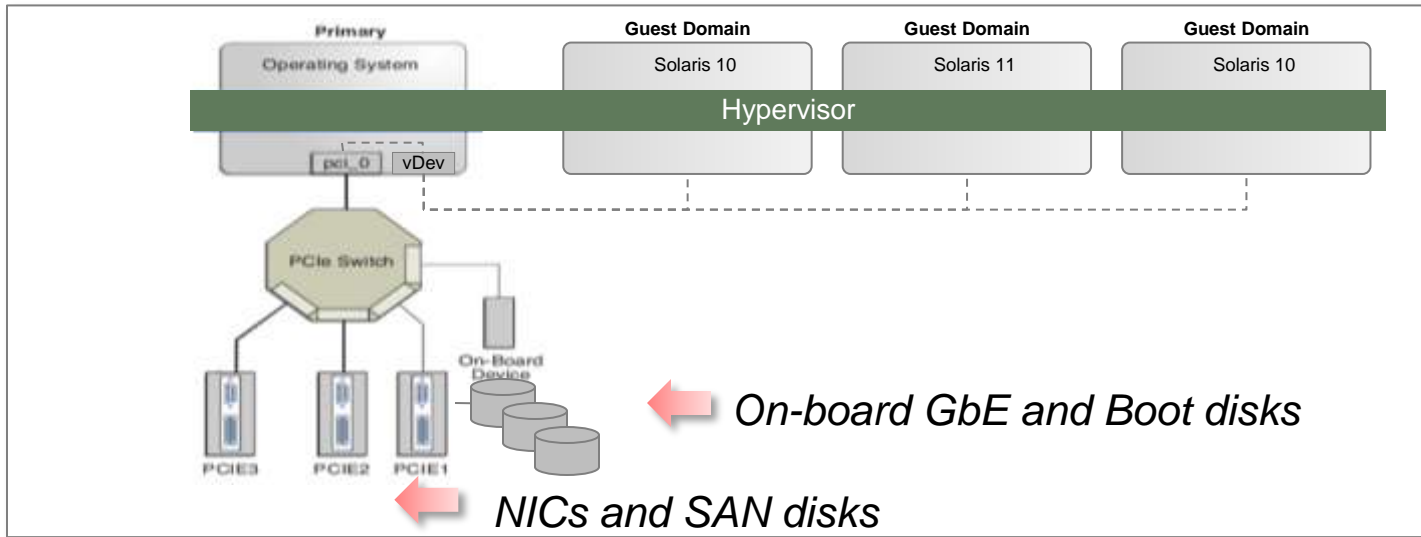 Primary
Guest Domain
Guest Domain
Guest Domain
Operating System
Solaris 10
Solaris 11
Solaris 10
Hypervisor
pci_0
vDev
PCIe Switch
On-Board
Device
On-board GbE and Boot disks
PCIE3
PCIE2
PCIE1
NICs and SAN disks